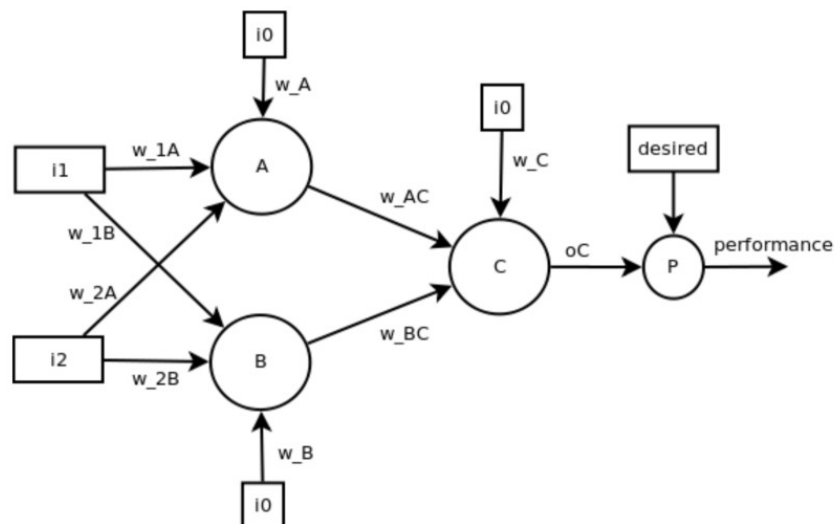 i0
w_A
i0
w_1A
desired
i1
A
w_C
w_AC
w_1B
oC
performance
C
P
w_2A
w_BC
i2
B
w_2B
w_B
i0